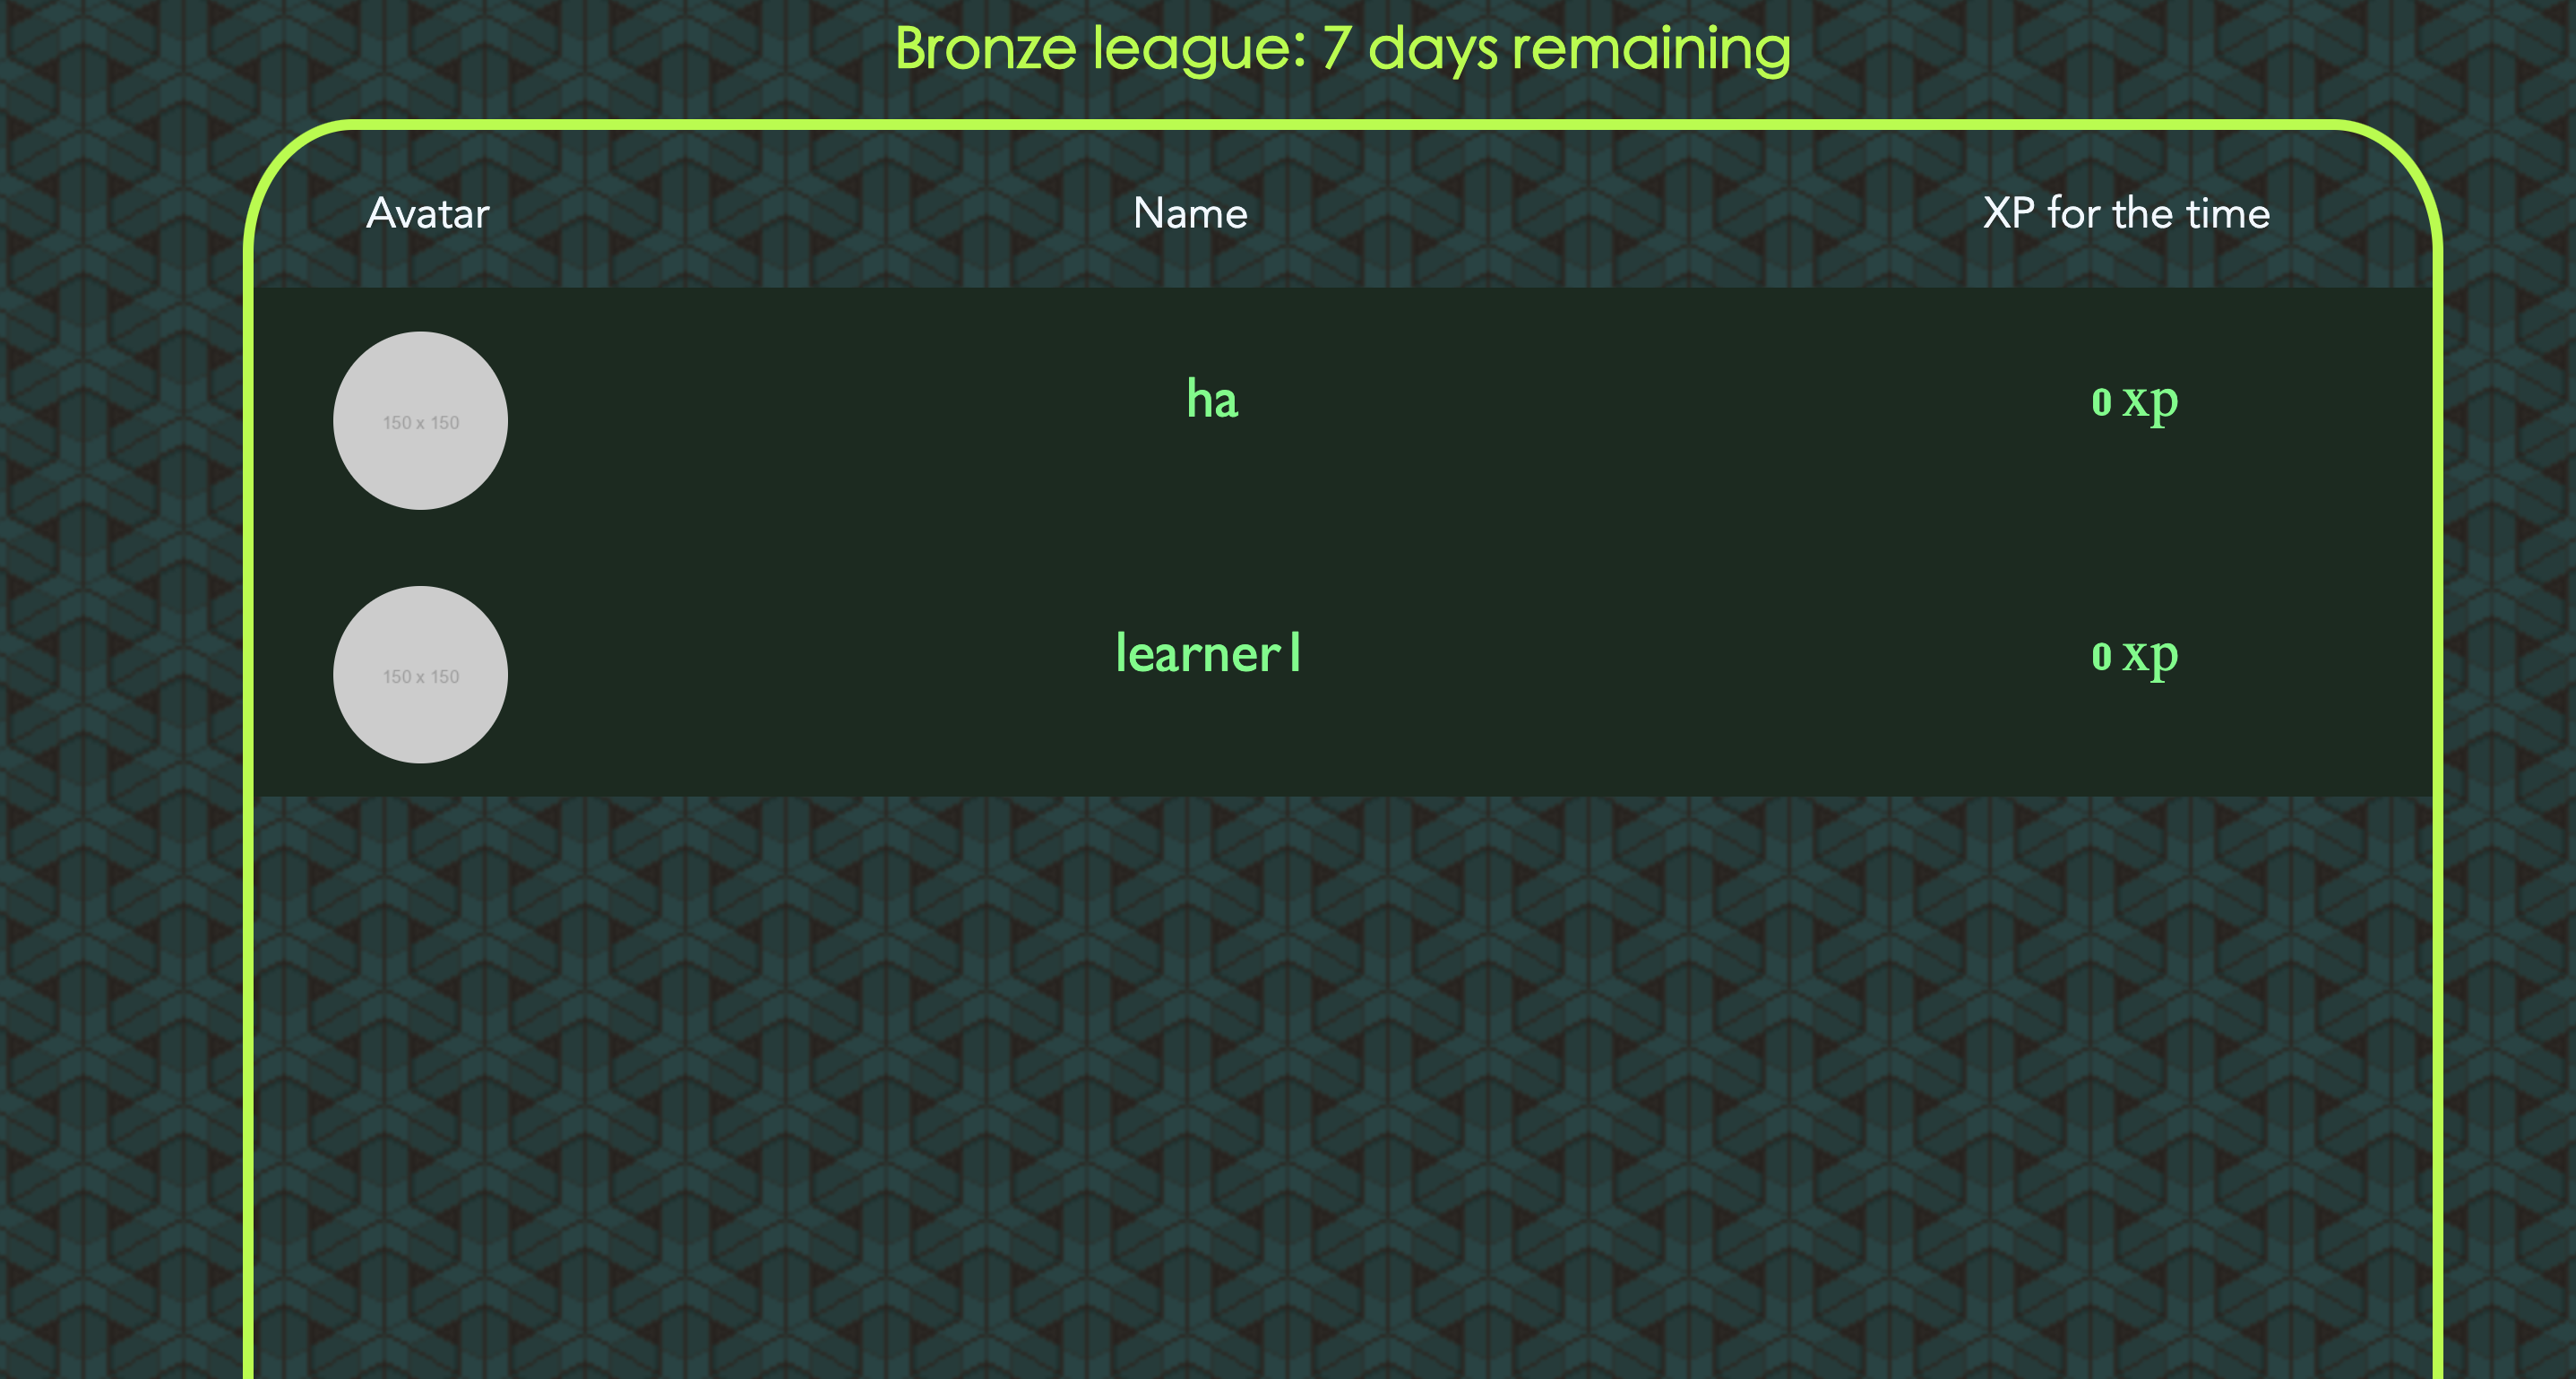 Bronze league: 7 days remaining
Avatar Name XP for the time
150 x 150 ha 0 xp
150 x 150 learner1 0 xp